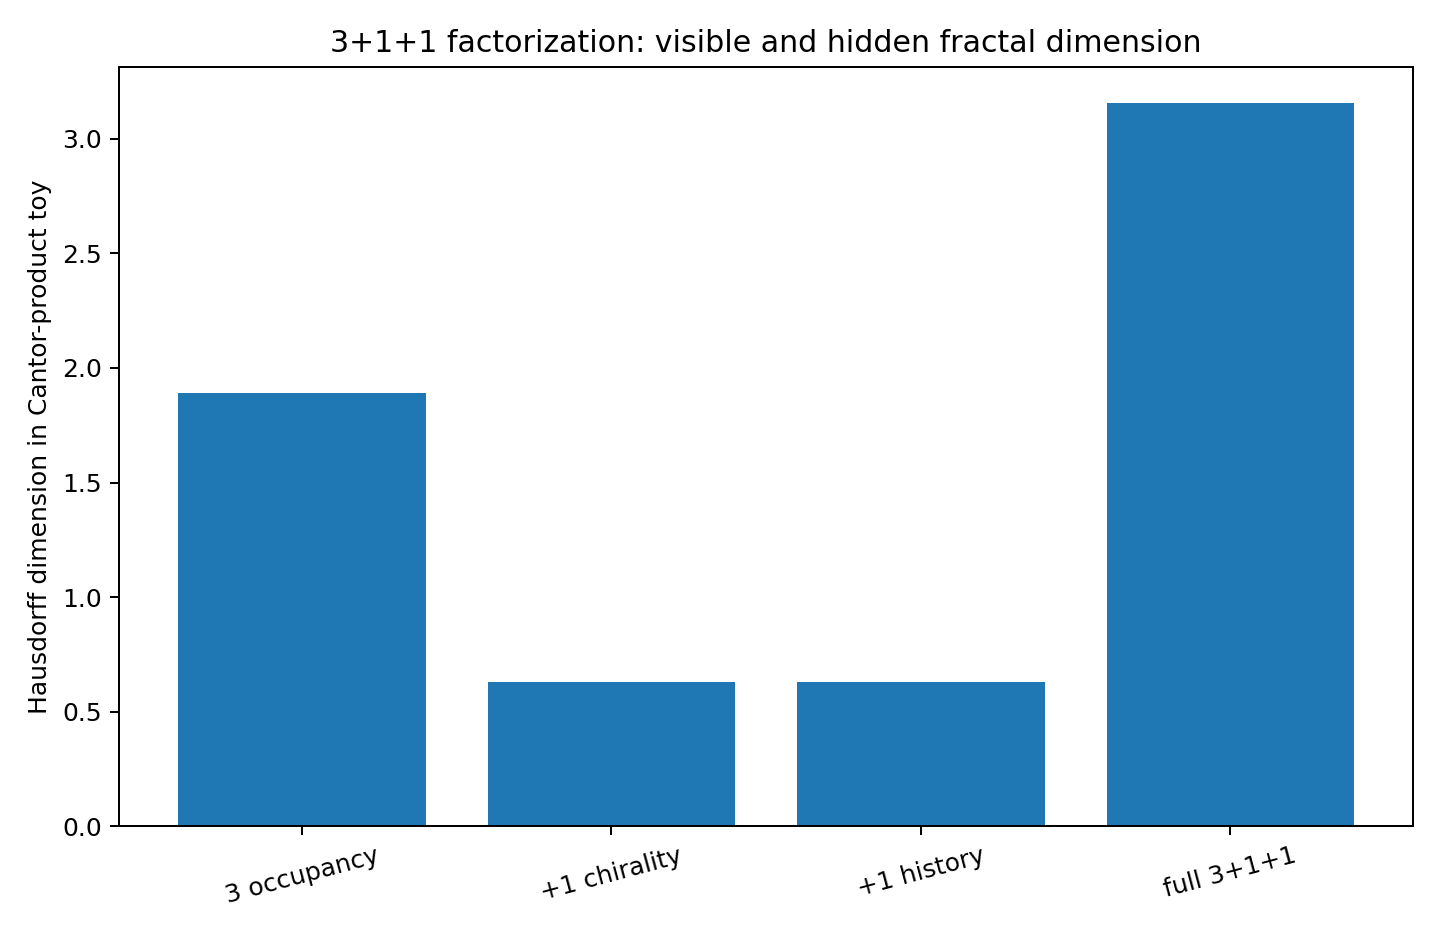 3+1+1 factorization: visible and hidden fractal dimension
Hausdorff dimension in Cantor-product toy
3.0
2.5
2.0
1.5
1.0
0.5
0.0
3 occupancy
+1 chirality
+1 history
full 3+1+1